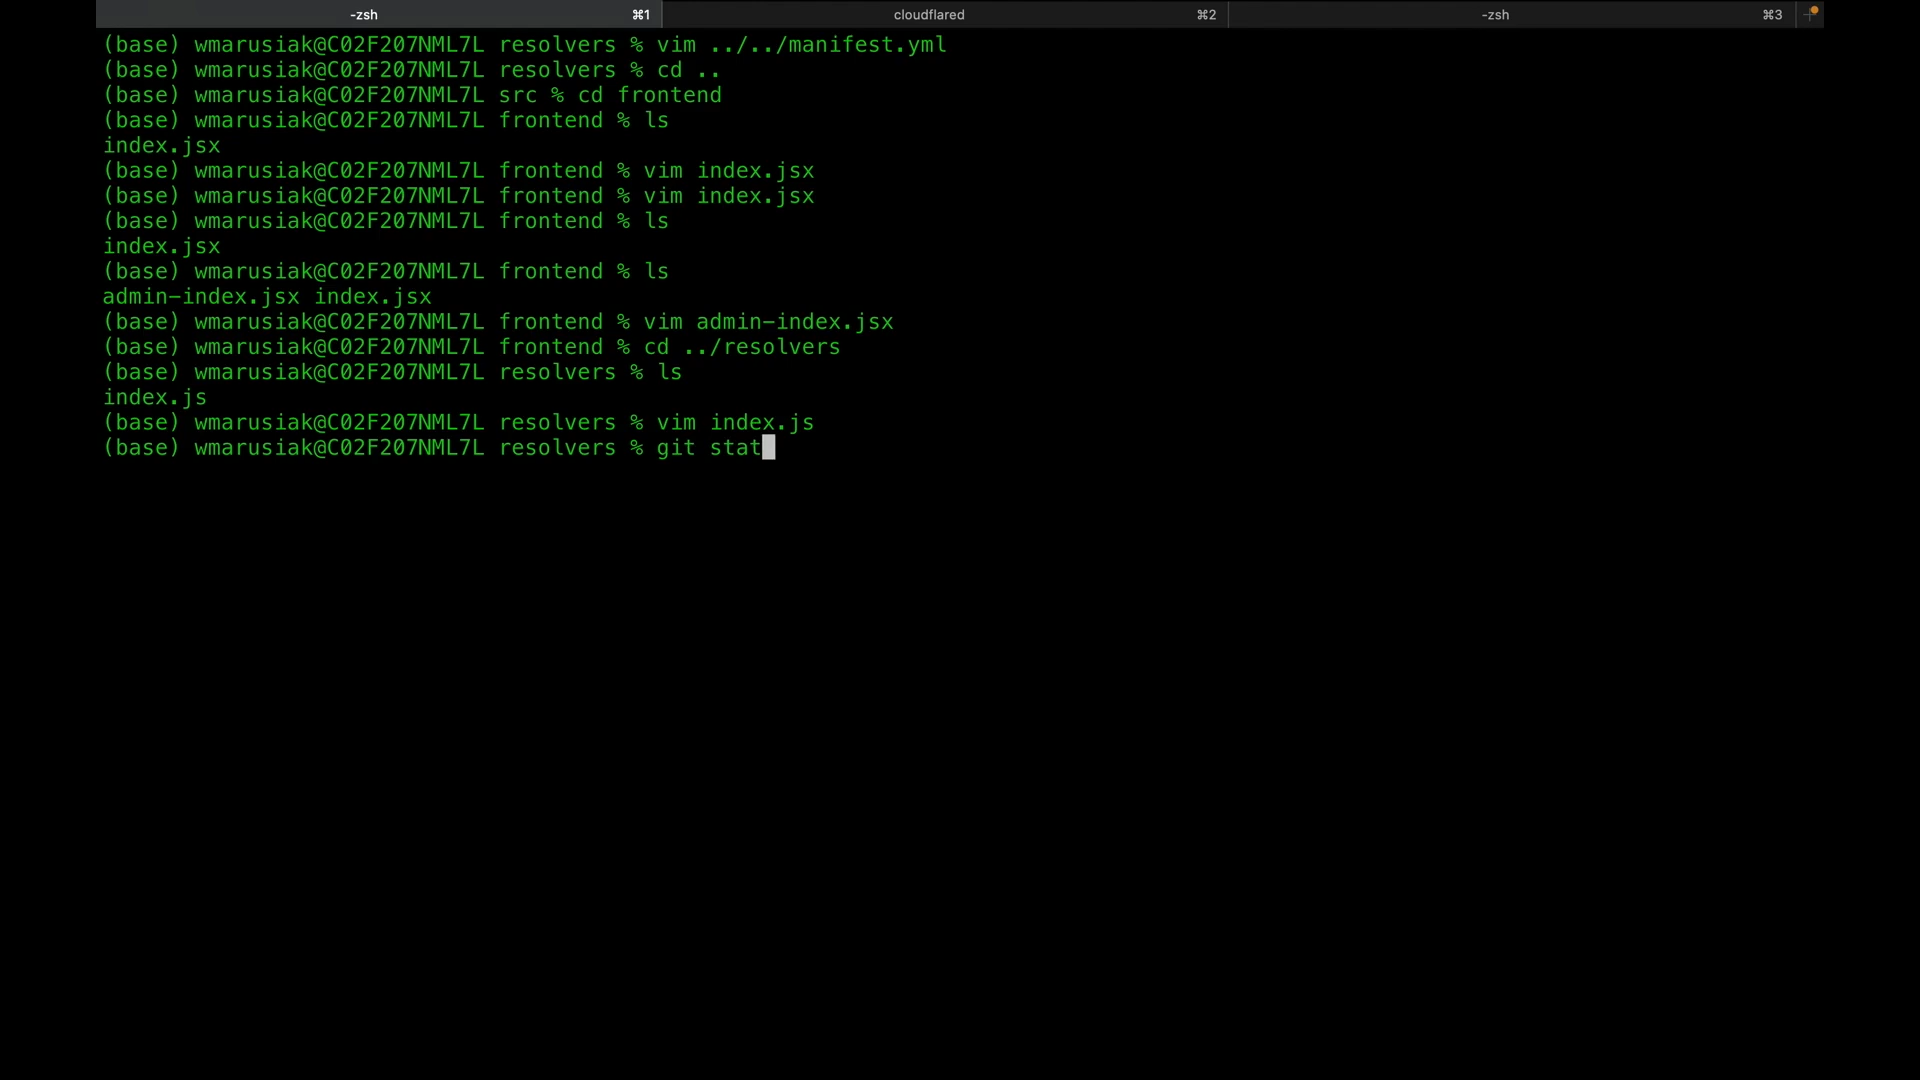 -zsh ⌘1 cloudflared ⌘2 -zsh ⌘3
(base) wmarusiak@C02F207NML7L resolvers % vim ../../manifest.yml
(base) wmarusiak@C02F207NML7L resolvers % cd ..
(base) wmarusiak@C02F207NML7L src % cd frontend
(base) wmarusiak@C02F207NML7L frontend % ls
index.jsx
(base) wmarusiak@C02F207NML7L frontend % vim index.jsx
(base) wmarusiak@C02F207NML7L frontend % vim index.jsx
(base) wmarusiak@C02F207NML7L frontend % ls
index.jsx
(base) wmarusiak@C02F207NML7L frontend % ls
admin-index.jsx index.jsx
(base) wmarusiak@C02F207NML7L frontend % vim admin-index.jsx
(base) wmarusiak@C02F207NML7L frontend % cd ../resolvers
(base) wmarusiak@C02F207NML7L resolvers % ls
index.js
(base) wmarusiak@C02F207NML7L resolvers % vim index.js
(base) wmarusiak@C02F207NML7L resolvers % git stat